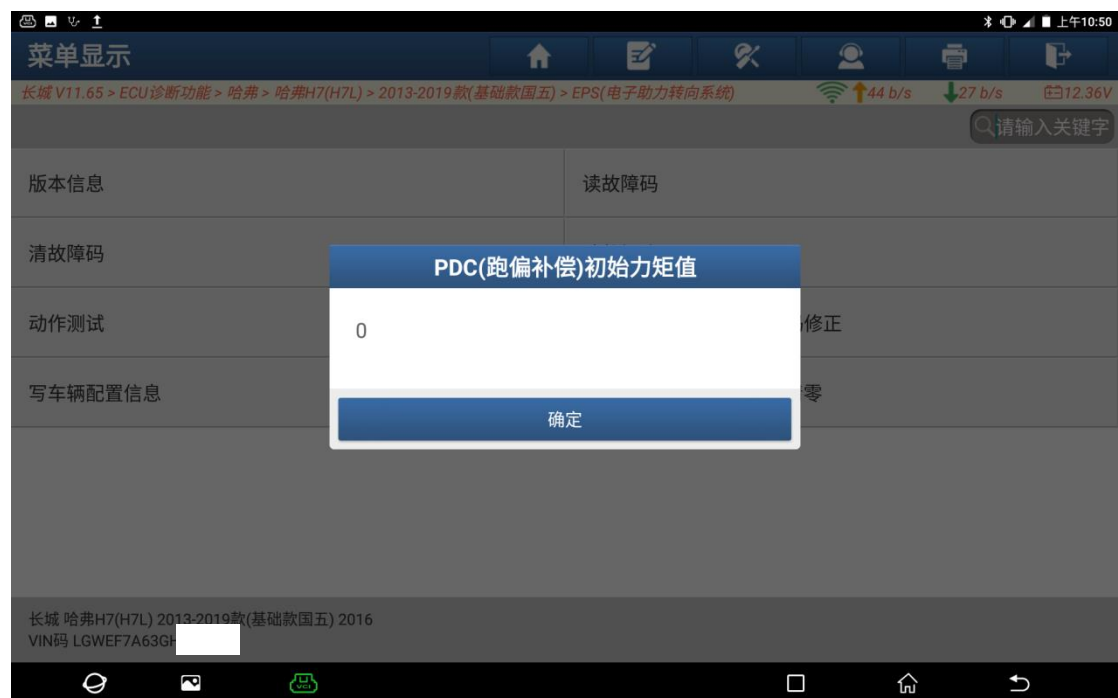 上午10:50
菜单显示
长城 V11.65 > ECU诊断功能 > 哈弗 > 哈弗H7(H7L) > 2013-2019款(基础款国五) > EPS(电子助力转向系统)
44 b/s
27 b/s
12.36V
请输入关键字
版本信息
读故障码
清故障码
PDC(跑偏补偿)初始力矩值
动作测试
0
修正
写车辆配置信息
零
确定
长城 哈弗H7(H7L) 2013-2019款(基础款国五) 2016
VIN码 LGWEF7A63GH
VCI